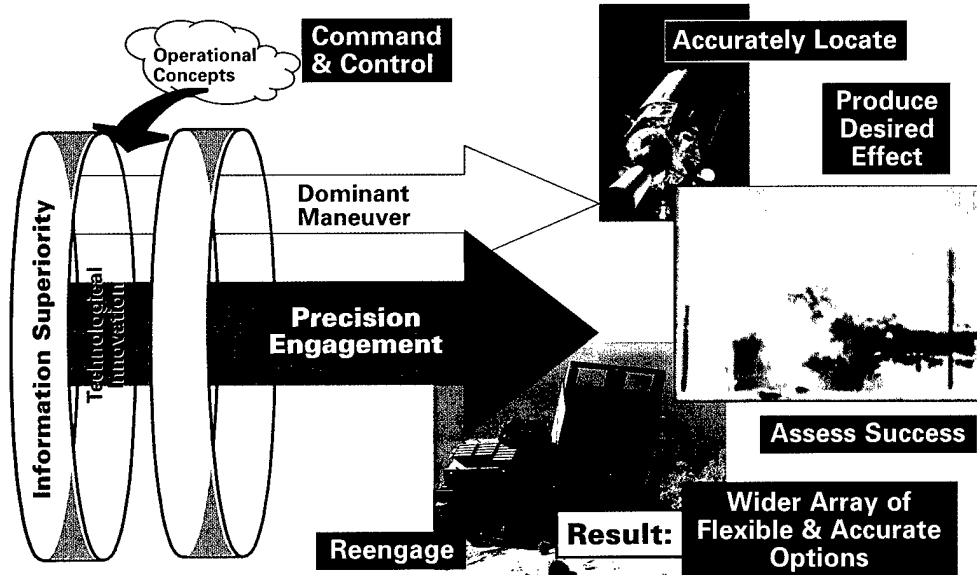 Operational
Concepts
Command
& Control
Accurately Locate
Produce
Desired
Effect
Dominant
Maneuver
Information Superiority
Technological
Innovation
Precision
Engagement
Assess Success
Reengage
Result:
Wider Array of
Flexible & Accurate
Options